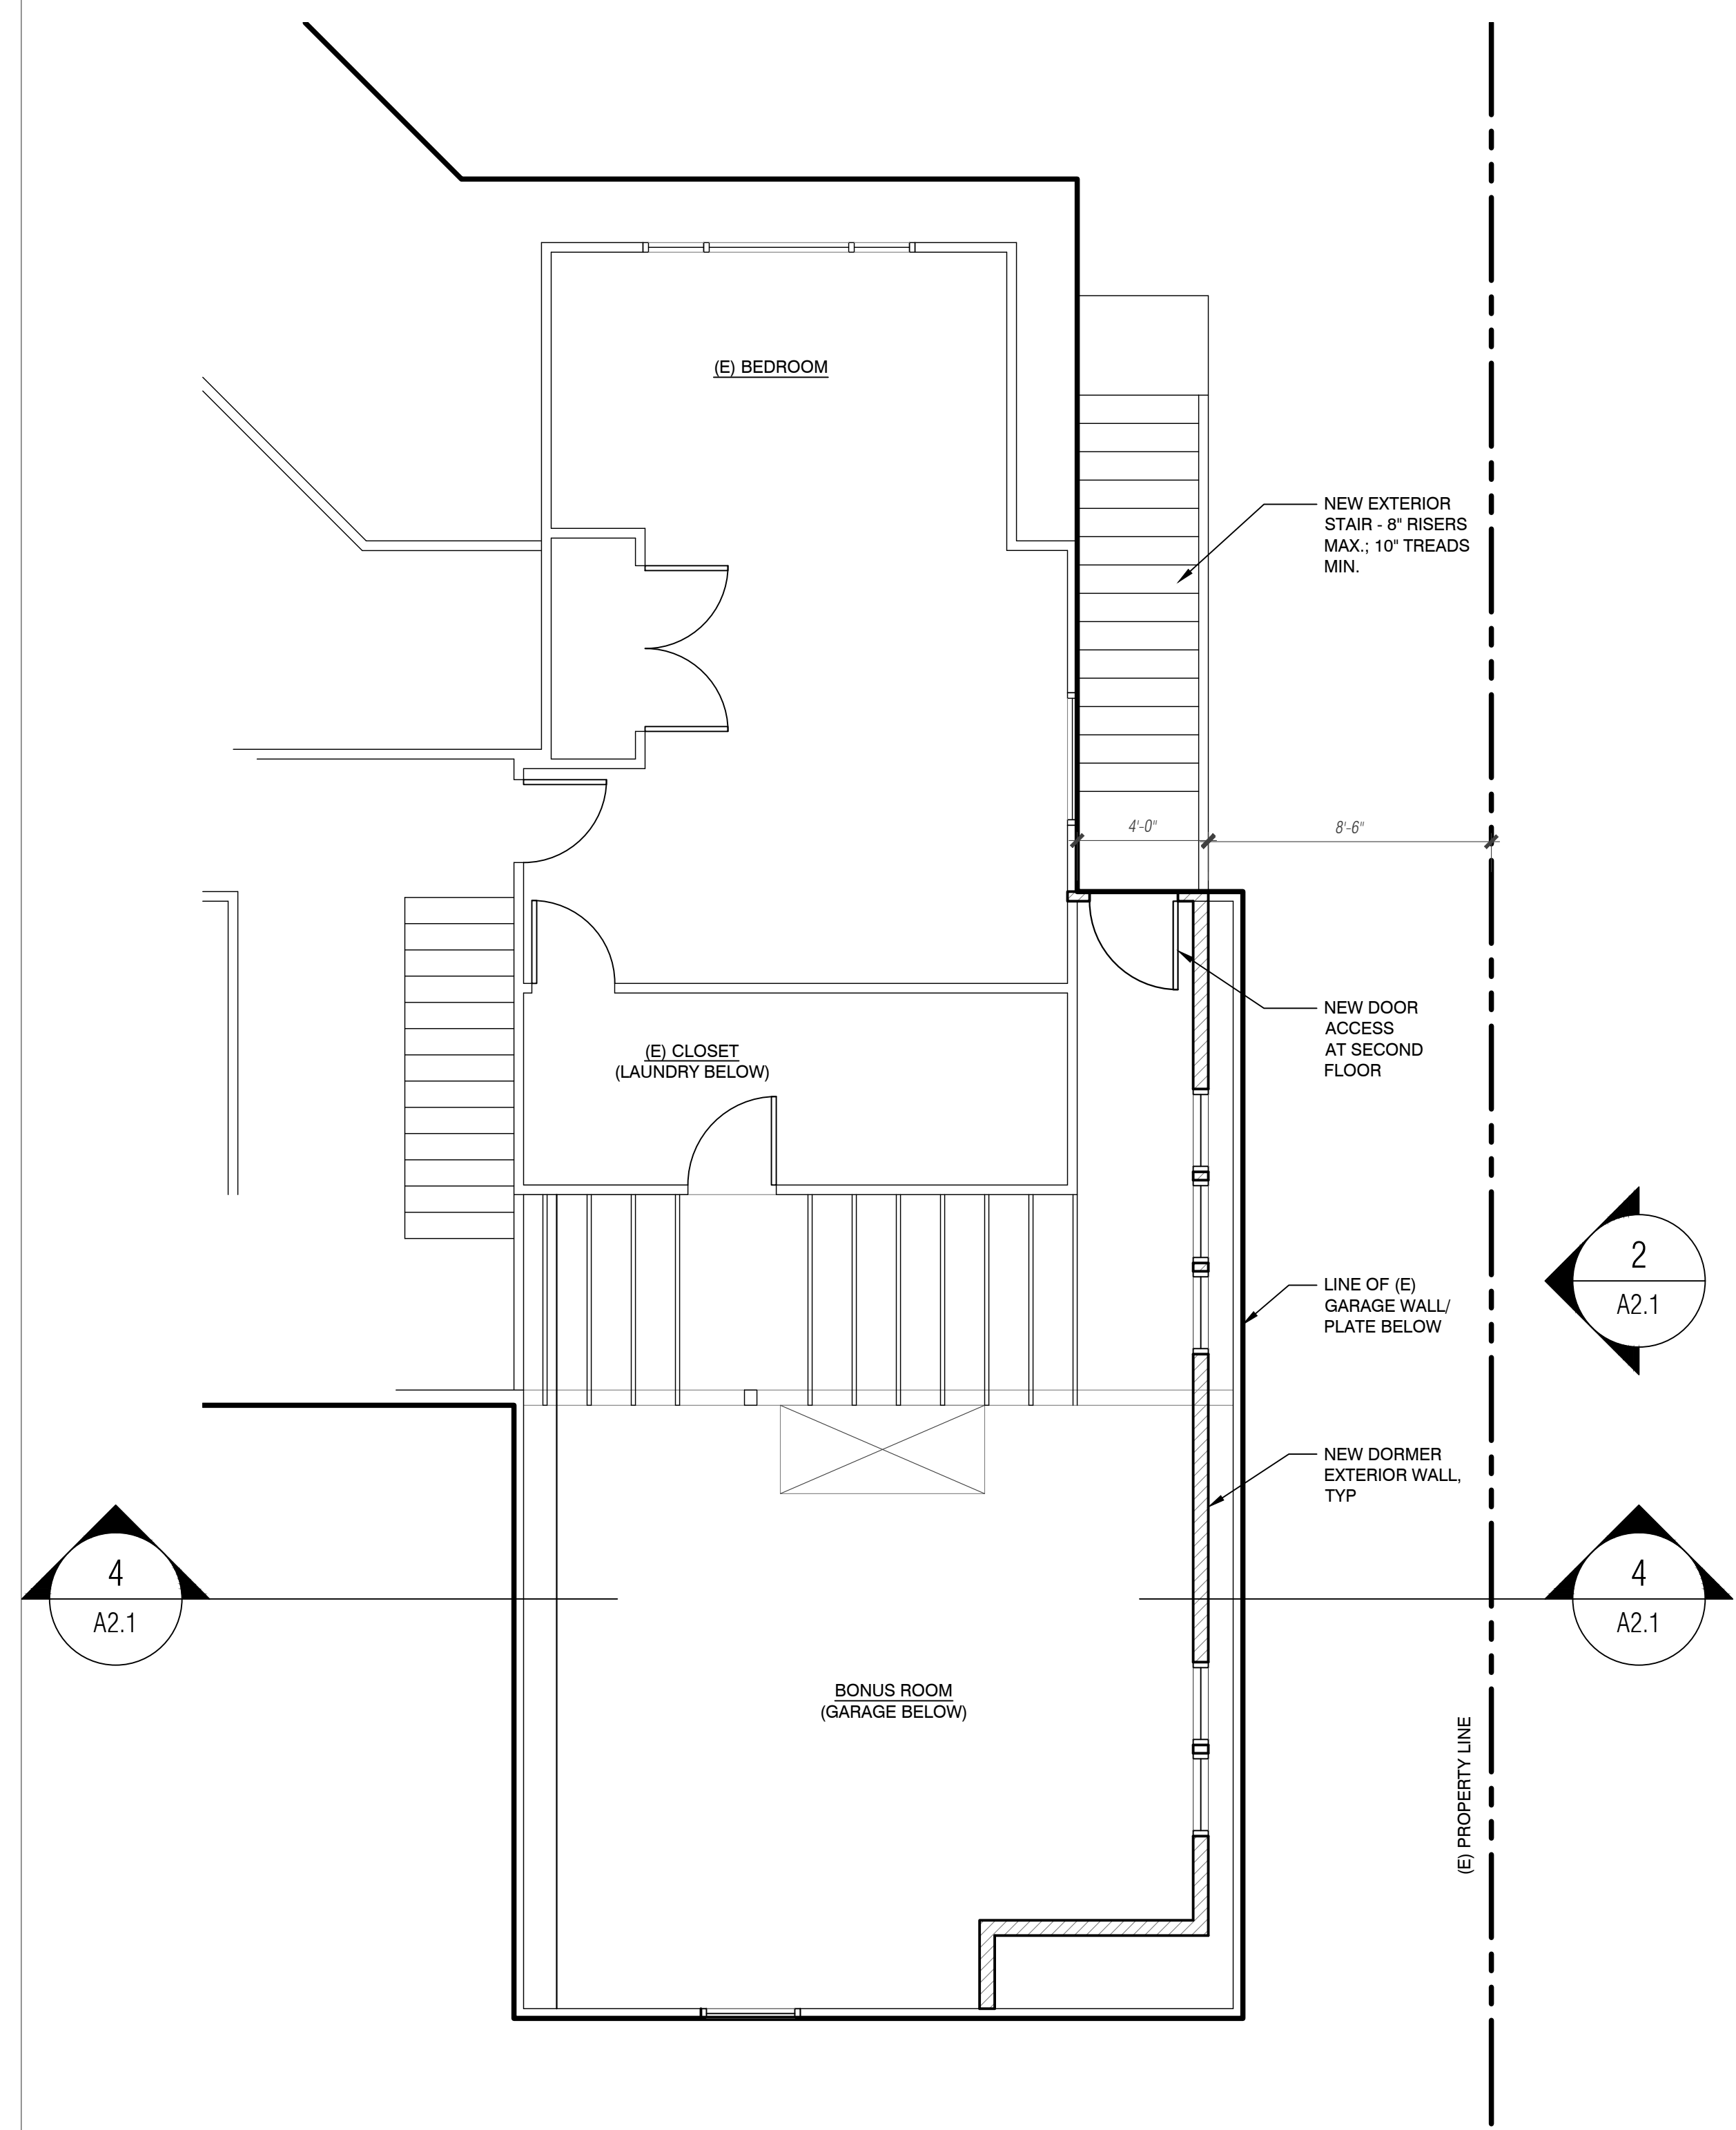 (E) BEDROOM
NEW EXTERIOR
STAIR - 8" RISERS
MAX.; 10" TREADS
MIN.
4'-0"
8'-6"
NEW DOOR
ACCESS
AT SECOND
FLOOR
(E) CLOSET
(LAUNDRY BELOW)
2
A2.1
LINE OF (E)
GARAGE WALL/
PLATE BELOW
NEW DORMER
EXTERIOR WALL,
TYP
4
A2.1
4
A2.1
BONUS ROOM
(GARAGE BELOW)
(E) PROPERTY LINE